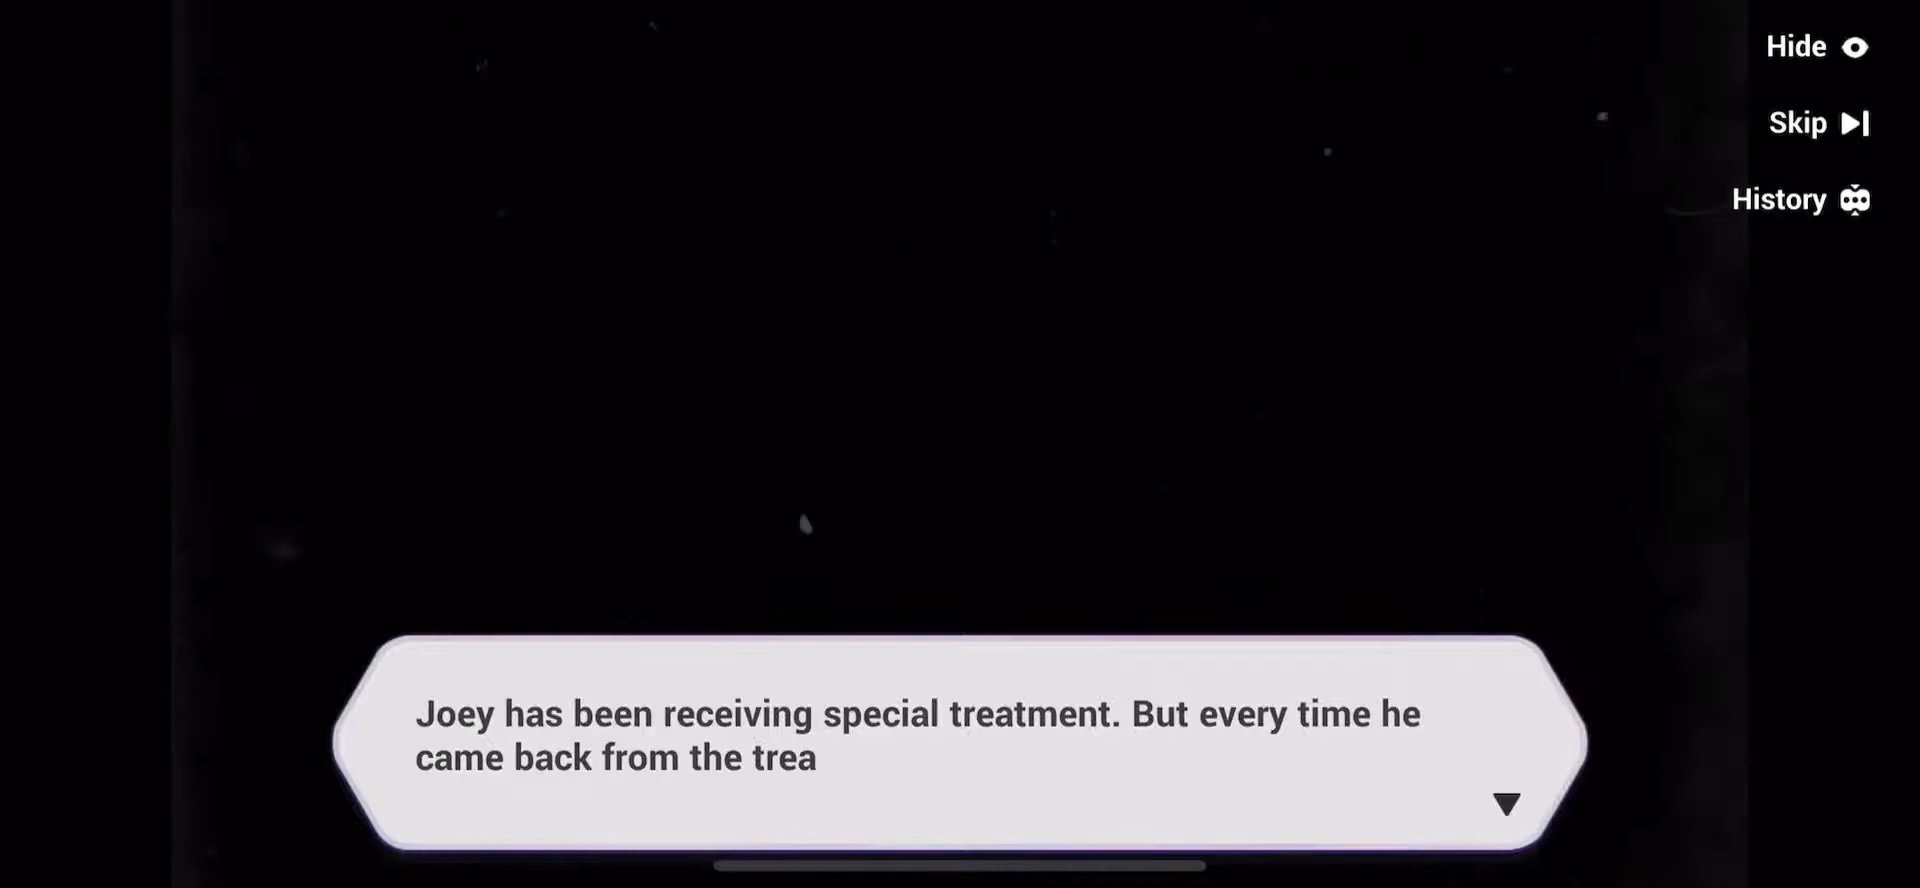 Hide
Skip
History
Joey has been receiving special treatment. But every time he
came back from the trea